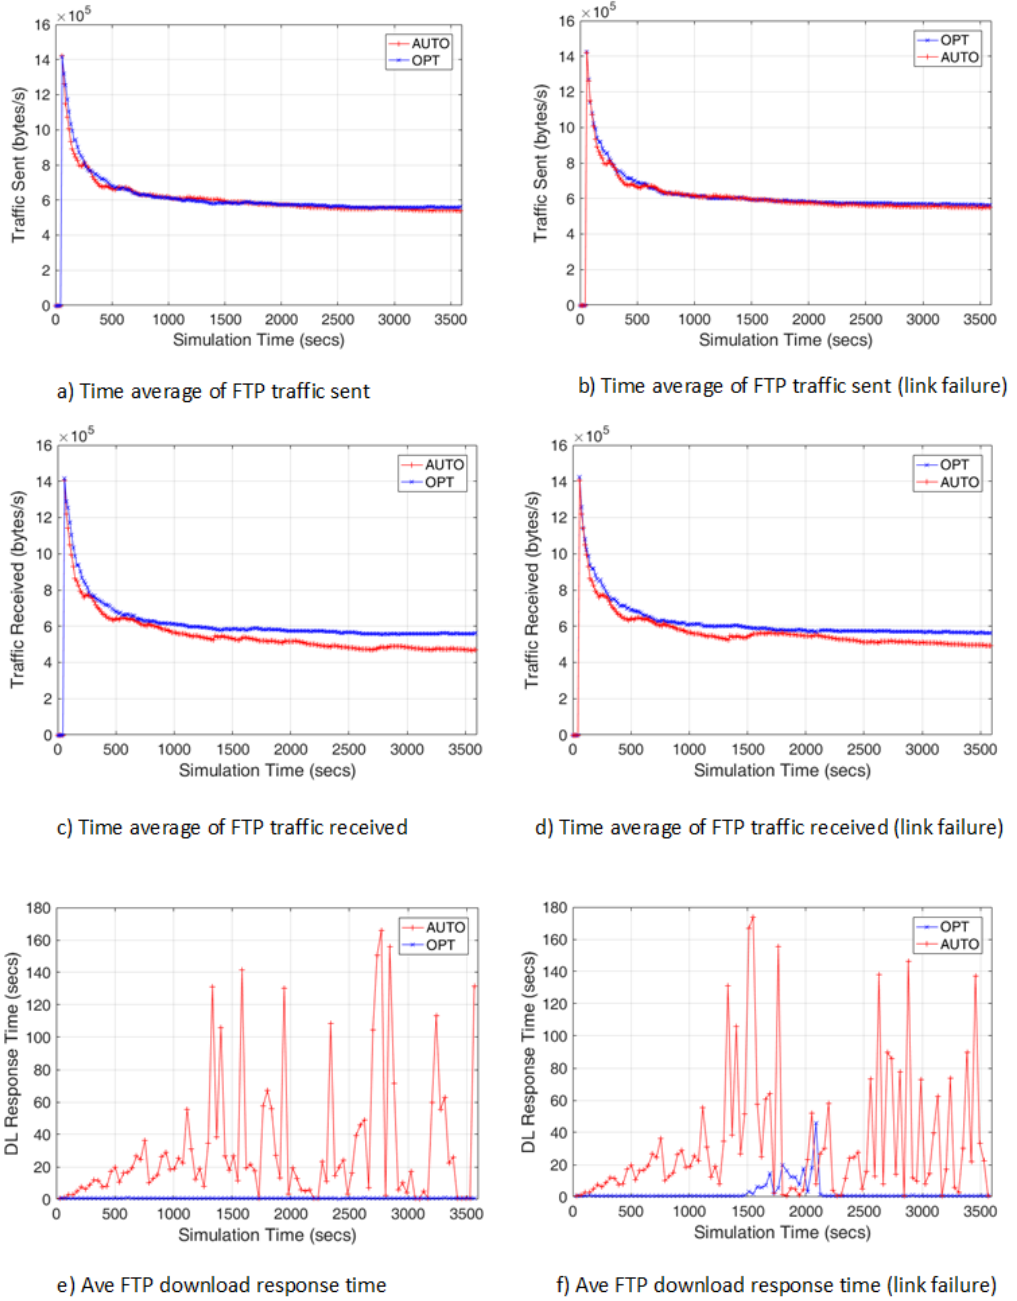 ×10^5
16
14
12
10
8
6
4
2
0
Traffic Sent (bytes/s)
AUTO
OPT
0 500 1000 1500 2000 2500 3000 3500
Simulation Time (secs)
a) Time average of FTP traffic sent
×10^5
16
14
12
10
8
6
4
2
0
Traffic Sent (bytes/s)
OPT
AUTO
0 500 1000 1500 2000 2500 3000 3500
Simulation Time (secs)
b) Time average of FTP traffic sent (link failure)
×10^5
16
14
12
10
8
6
4
2
0
Traffic Received (bytes/s)
AUTO
OPT
0 500 1000 1500 2000 2500 3000 3500
Simulation Time (secs)
c) Time average of FTP traffic received
×10^5
16
14
12
10
8
6
4
2
0
Traffic Received (bytes/s)
OPT
AUTO
0 500 1000 1500 2000 2500 3000 3500
Simulation Time (secs)
d) Time average of FTP traffic received (link failure)
180
160
140
120
100
80
60
40
20
0
DL Response Time (secs)
AUTO
OPT
0 500 1000 1500 2000 2500 3000 3500
Simulation Time (secs)
e) Ave FTP download response time
180
160
140
120
100
80
60
40
20
0
DL Response Time (secs)
OPT
AUTO
0 500 1000 1500 2000 2500 3000 3500
Simulation Time (secs)
f) Ave FTP download response time (link failure)